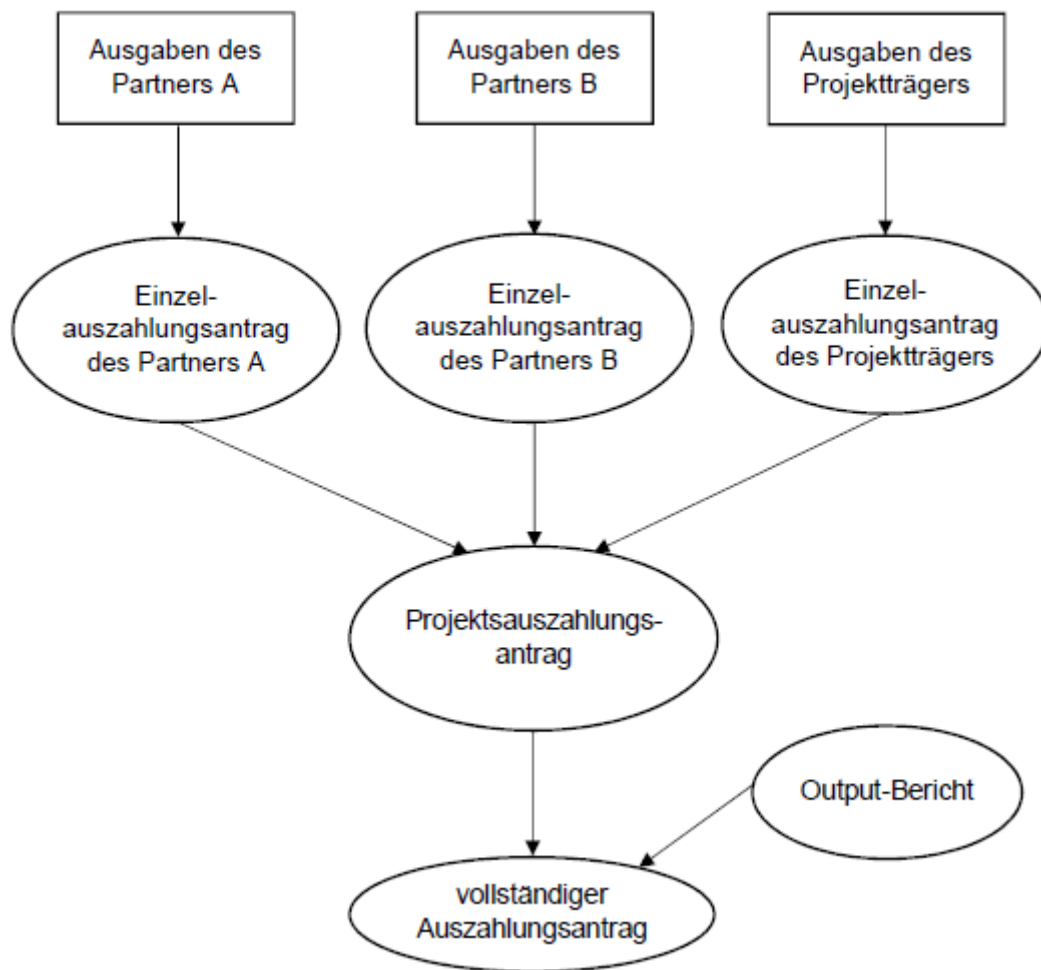 Ausgaben des
Partners A
Ausgaben des
Partners B
Ausgaben des
Projektträgers
Einzel-
auszahlungsantrag
des Partners A
Einzel-
auszahlungsantrag
des Partners B
Einzel-
auszahlungsantrag
des Projektträgers
Projektsauszahlungs-
antrag
Output-Bericht
vollständiger
Auszahlungsantrag